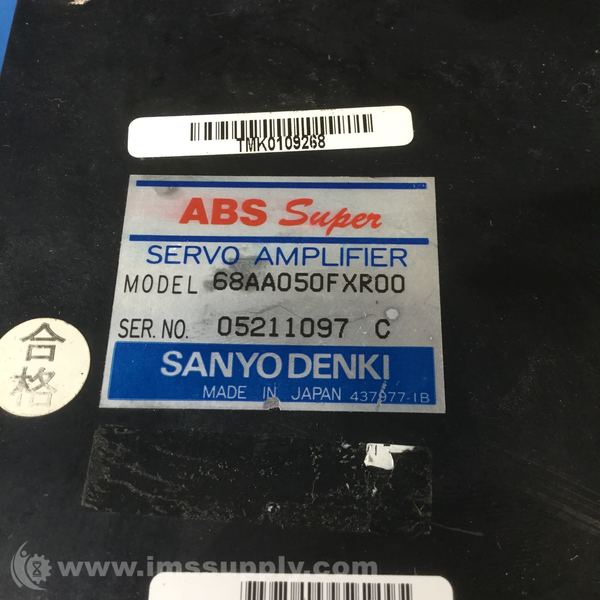 TMK0109268
ABS Super
SERVO AMPLIFIER
MODEL 68AA050FXR00
SER. NO. 05211097 C
SANYO DENKI
MADE IN JAPAN 437977-1B
合格
www.imssupply.com